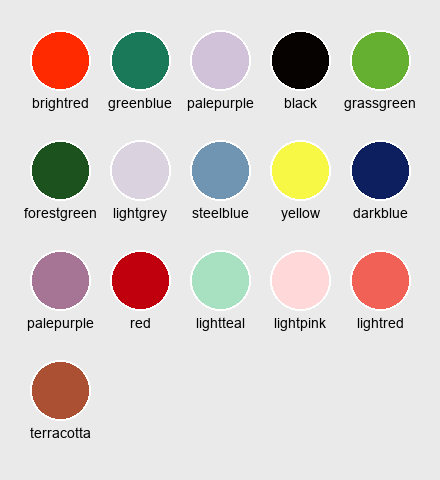 brightred greenblue palepurple black grassgreen
forestgreen lightgrey steelblue yellow darkblue
palepurple red lightteal lightpink lightred
terracotta